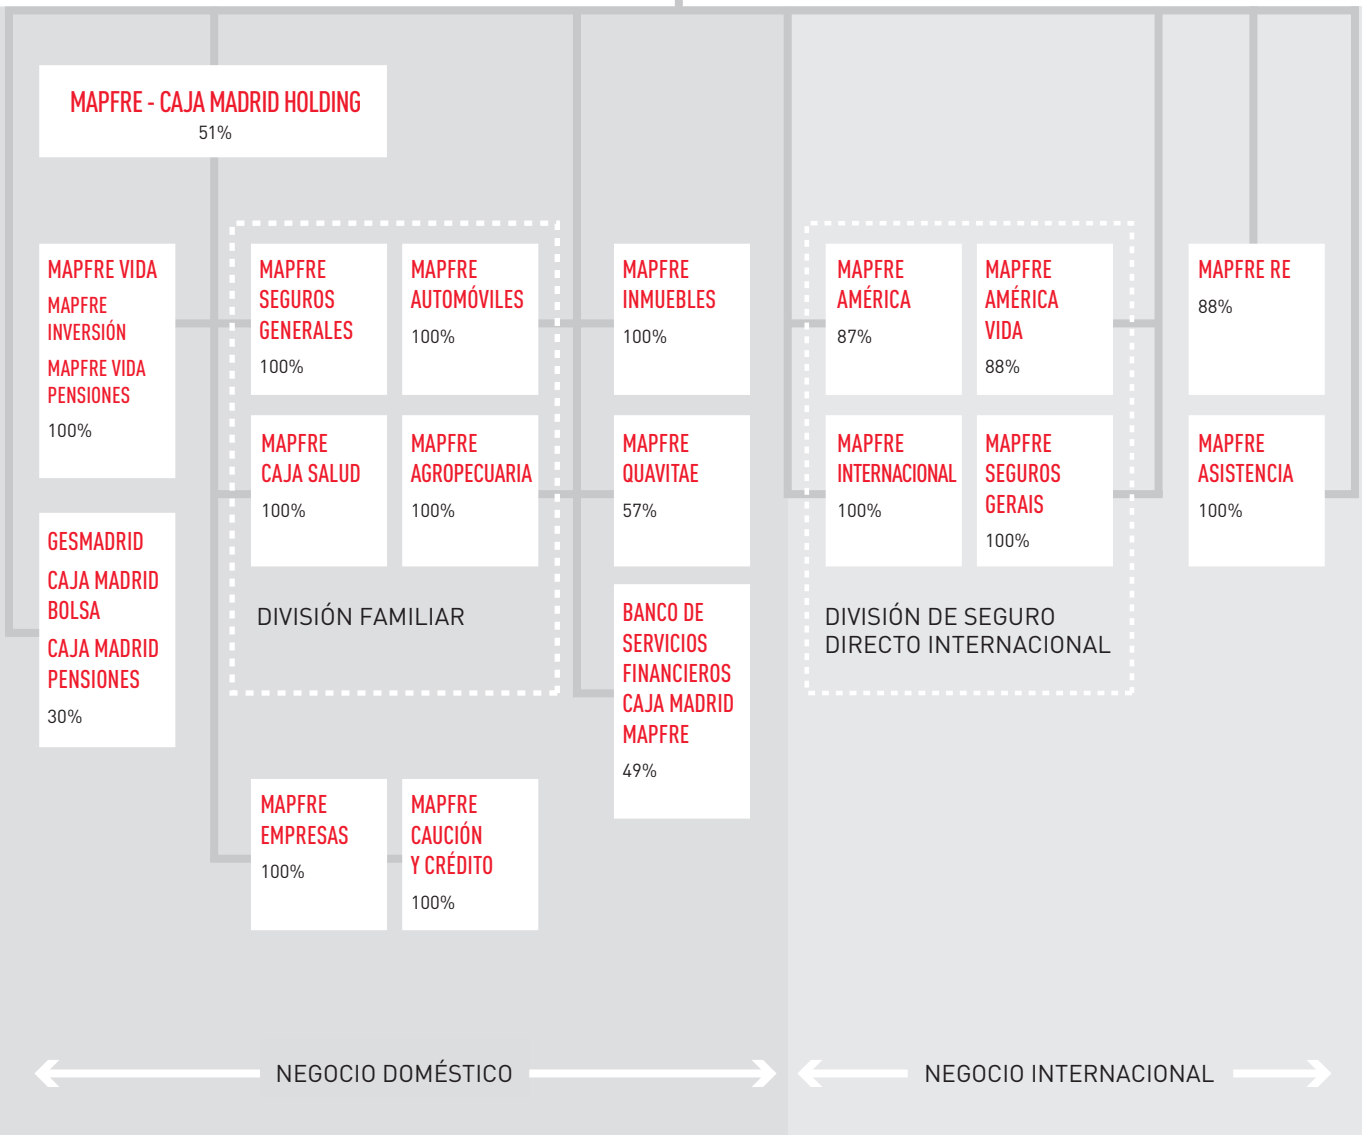 MAPFRE - CAJA MADRID HOLDING
51%
MAPFRE VIDA
MAPFRE
INVERSIÓN
MAPFRE VIDA
PENSIONES
100%
GESMADRID
CAJA MADRID
BOLSA
CAJA MADRID
PENSIONES
30%
MAPFRE
SEGUROS
GENERALES
100%
MAPFRE
AUTOMÓVILES
100%
MAPFRE
CAJA SALUD
100%
MAPFRE
AGROPECUARIA
100%
DIVISIÓN FAMILIAR
MAPFRE
EMPRESAS
100%
MAPFRE
CAUCIÓN
Y CRÉDITO
100%
MAPFRE
INMUEBLES
100%
MAPFRE
QUAVITAE
57%
BANCO DE
SERVICIOS
FINANCIEROS
CAJA MADRID
MAPFRE
49%
MAPFRE
AMÉRICA
87%
MAPFRE
AMÉRICA
VIDA
88%
MAPFRE
INTERNACIONAL
100%
MAPFRE
SEGUROS
GERAIS
100%
DIVISIÓN DE SEGURO
DIRECTO INTERNACIONAL
MAPFRE RE
88%
MAPFRE
ASISTENCIA
100%
NEGOCIO DOMÉSTICO
NEGOCIO INTERNACIONAL